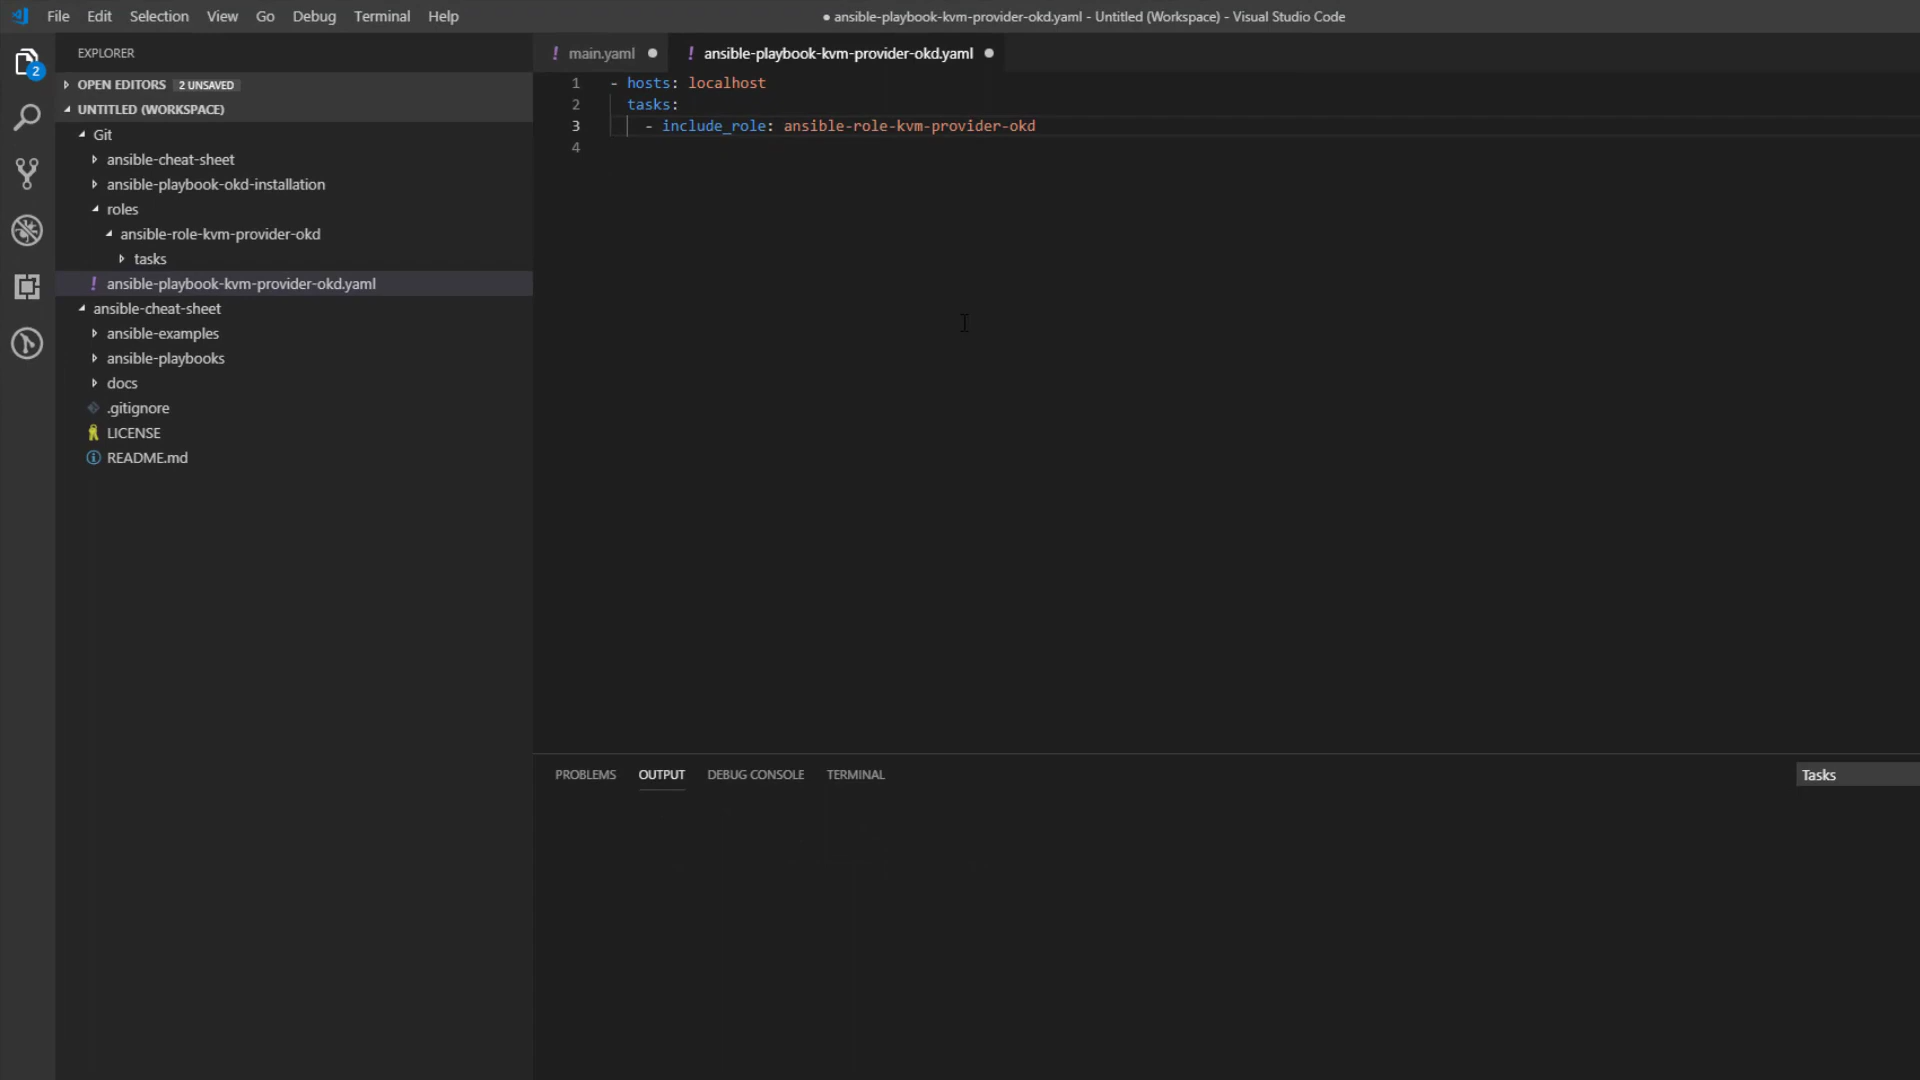 File Edit Selection View Go Debug Terminal Help
● ansible-playbook-kvm-provider-okd.yaml - Untitled (Workspace) - Visual Studio Code
EXPLORER
2
OPEN EDITORS 2 UNSAVED
UNTITLED (WORKSPACE)
Git
ansible-cheat-sheet
ansible-playbook-okd-installation
roles
ansible-role-kvm-provider-okd
tasks
! ansible-playbook-kvm-provider-okd.yaml
ansible-cheat-sheet
ansible-examples
ansible-playbooks
docs
.gitignore
LICENSE
README.md
! main.yaml ● ! ansible-playbook-kvm-provider-okd.yaml ●
1 - hosts: localhost
2 tasks:
3 - include_role: ansible-role-kvm-provider-okd
4
PROBLEMS OUTPUT DEBUG CONSOLE TERMINAL
Tasks